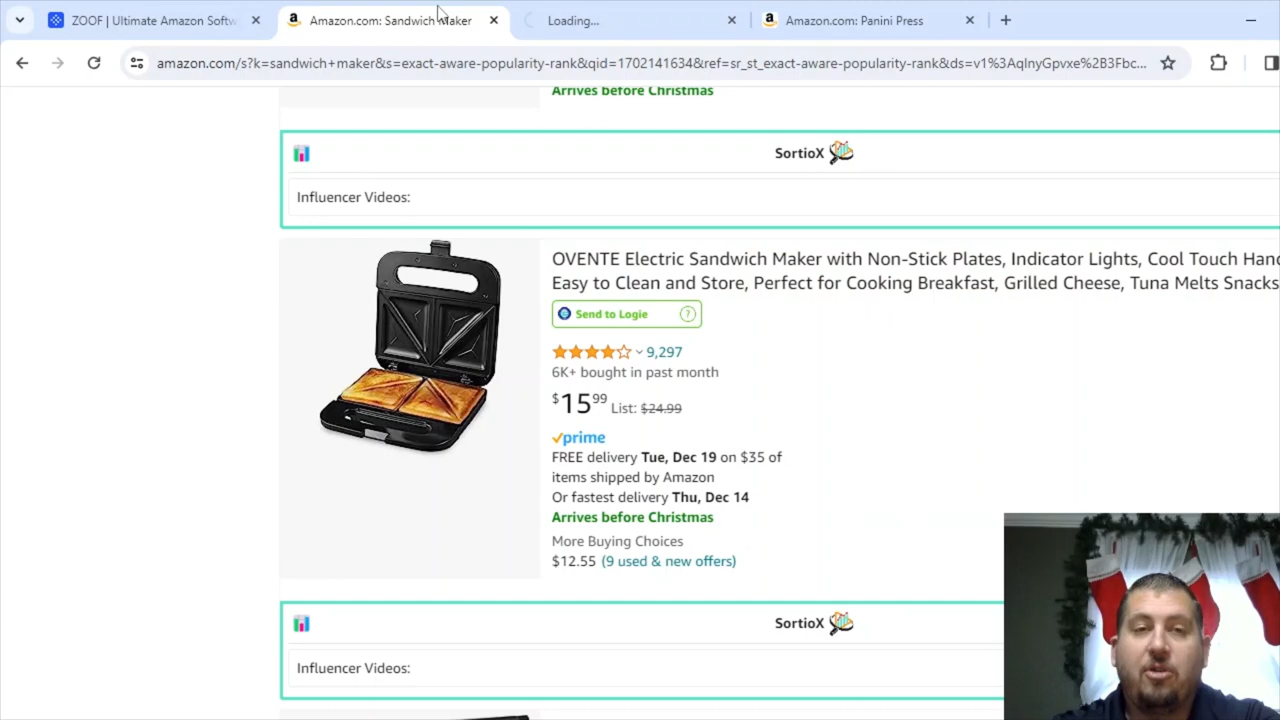 ZOOF | Ultimate Amazon Softw
Amazon.com: Sandwich Maker
Loading...
Amazon.com: Panini Press
amazon.com/s?k=sandwich+maker&s=exact-aware-popularity-rank&qid=1702141634&ref=sr_st_exact-aware-popularity-rank&ds=v1%3AqlnyGpvxe%2B3Fbc...
Arrives before Christmas
SortioX
Influencer Videos:
OVENTE Electric Sandwich Maker with Non-Stick Plates, Indicator Lights, Cool Touch Hand
Easy to Clean and Store, Perfect for Cooking Breakfast, Grilled Cheese, Tuna Melts Snacks
Send to Logie ?
9,297
6K+ bought in past month
$15.99 List: $24.99
prime
FREE delivery Tue, Dec 19 on $35 of
items shipped by Amazon
Or fastest delivery Thu, Dec 14
Arrives before Christmas
More Buying Choices
$12.55 (9 used & new offers)
SortioX
Influencer Videos: